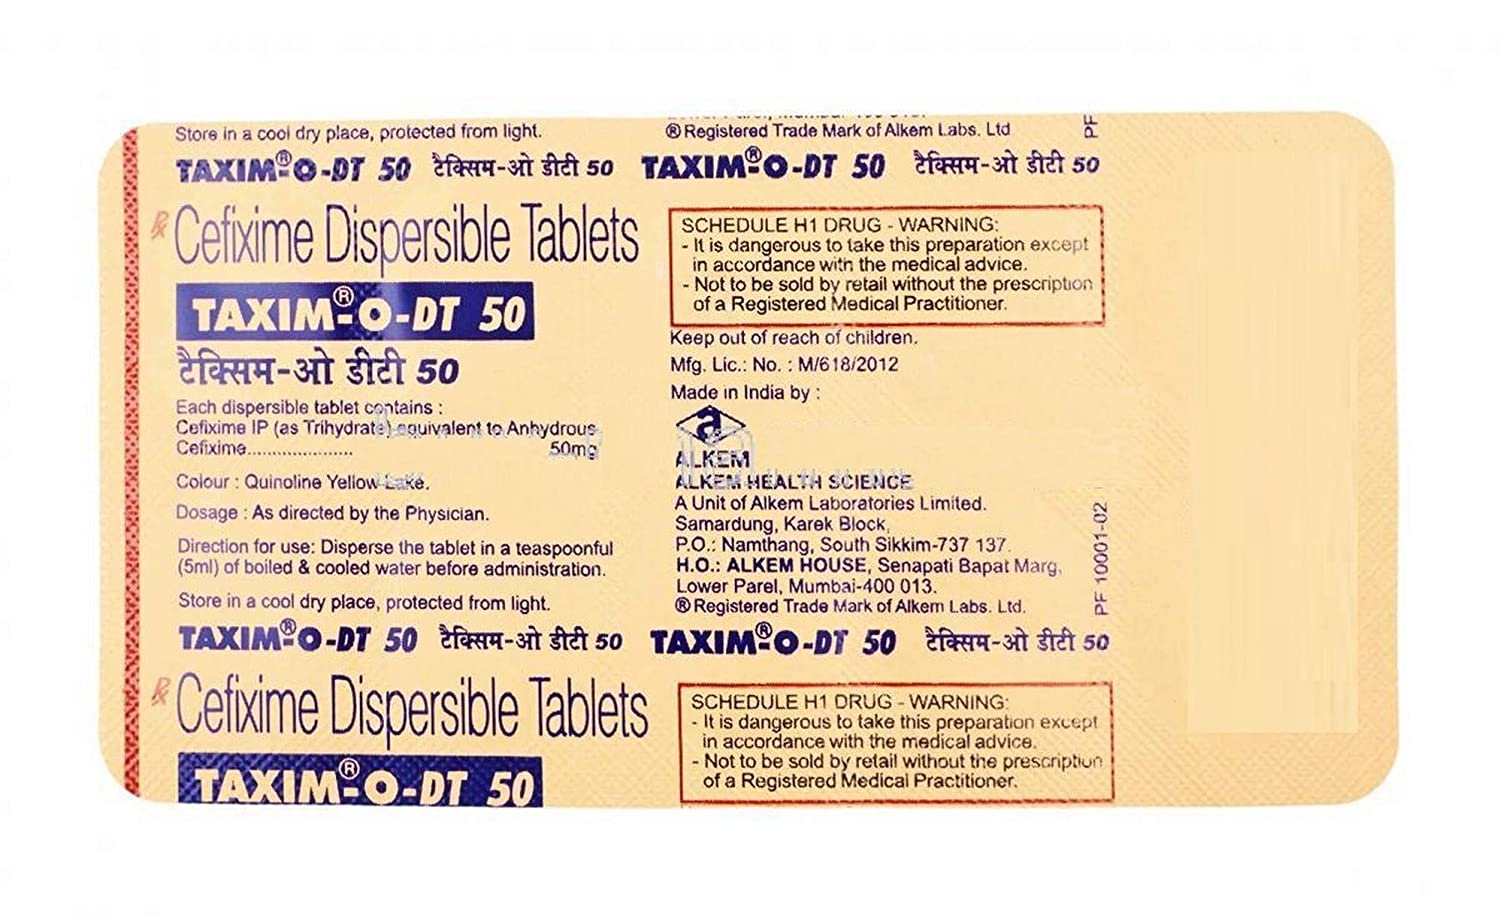 Store in a cool dry place, protected from light.
TAXIM®-O-DT 50 टैक्सिम-ओ डीटी 50
Cefixime Dispersible Tablets
TAXIM®-O-DT 50
टैक्सिम-ओ डीटी 50
Each dispersible tablet contains :
Cefixime IP (as Trihydrate) equivalent to Anhydrous
Cefixime..................... 50mg
Colour : Quinoline Yellow Lake.
Dosage : As directed by the Physician.
Direction for use: Disperse the tablet in a teaspoonful
(5ml) of boiled & cooled water before administration.
Store in a cool dry place, protected from light.
TAXIM®-O-DT 50 टैक्सिम-ओ डीटी 50
Cefixime Dispersible Tablets
TAXIM®-O-DT 50
® Registered Trade Mark of Alkem Labs. Ltd
PF
TAXIM®-O-DT 50 टैक्सिम-ओ डीटी 50
SCHEDULE H1 DRUG - WARNING:
- It is dangerous to take this preparation except
in accordance with the medical advice.
- Not to be sold by retail without the prescription
of a Registered Medical Practitioner.
Keep out of reach of children.
Mfg. Lic.: No. : M/618/2012
Made in India by :
a
ALKEM
ALKEM HEALTH SCIENCE
A Unit of Alkem Laboratories Limited.
Samardung, Karek Block,
P.O.: Namthang, South Sikkim-737 137.
H.O.: ALKEM HOUSE, Senapati Bapat Marg,
Lower Parel, Mumbai-400 013.
® Registered Trade Mark of Alkem Labs. Ltd.
PF 10001-02
TAXIM®-O-DT 50 टैक्सिम-ओ डीटी 50
SCHEDULE H1 DRUG - WARNING:
- It is dangerous to take this preparation except
in accordance with the medical advice.
- Not to be sold by retail without the prescription
of a Registered Medical Practitioner.